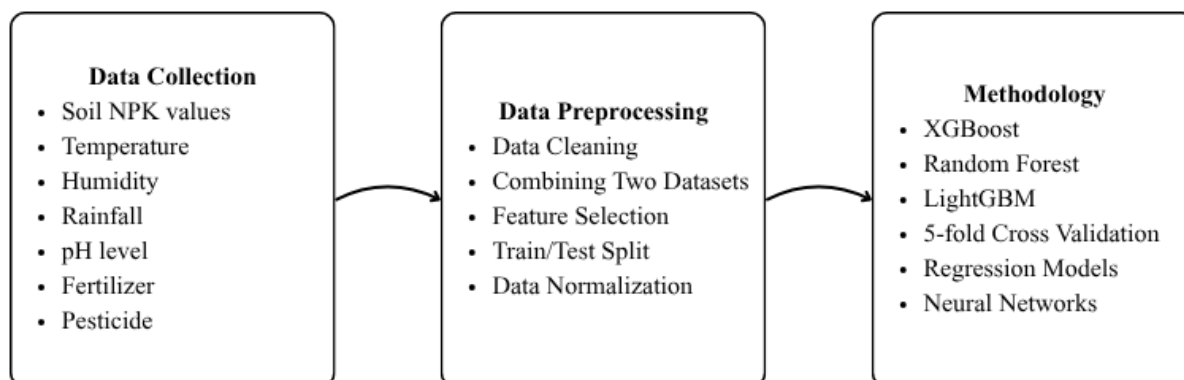 Data Collection
• Soil NPK values
• Temperature
• Humidity
• Rainfall
• pH level
• Fertilizer
• Pesticide
Data Preprocessing
• Data Cleaning
• Combining Two Datasets
• Feature Selection
• Train/Test Split
• Data Normalization
Methodology
• XGBoost
• Random Forest
• LightGBM
• 5-fold Cross Validation
• Regression Models
• Neural Networks